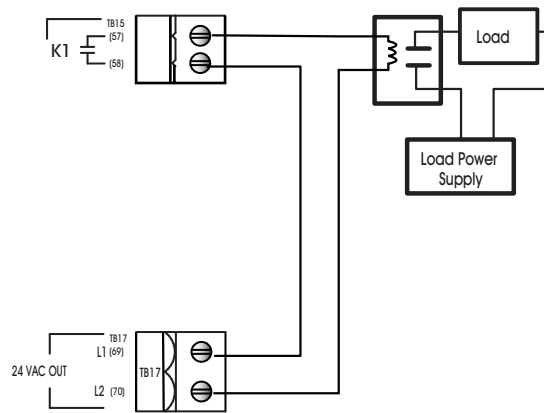 TB15
(57)
K1
(58)
Load
Load Power
Supply
TB17
L1 (69)
24 VAC OUT
TB17
L2 (70)